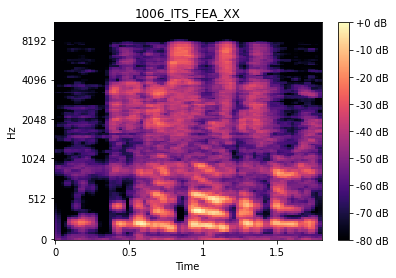 1006_ITS_FEA_XX
8192
4096
2048
1024
512
0
Hz
0
0.5
1
1.5
Time
+0 dB
-10 dB
-20 dB
-30 dB
-40 dB
-50 dB
-60 dB
-70 dB
-80 dB